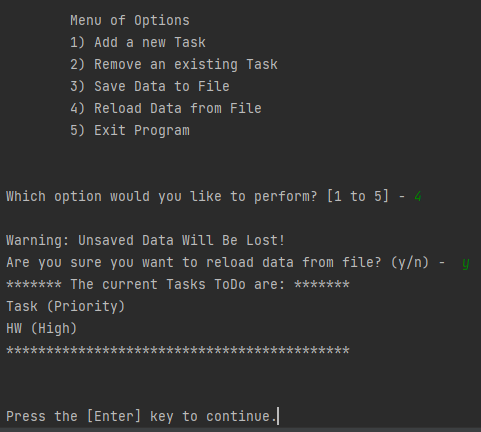 Menu of Options
1) Add a new Task
2) Remove an existing Task
3) Save Data to File
4) Reload Data from File
5) Exit Program
Which option would you like to perform? [1 to 5] - 4
Warning: Unsaved Data Will Be Lost!
Are you sure you want to reload data from file? (y/n) -  y
******* The current Tasks ToDo are: *******
Task (Priority)
HW (High)
*******************************************
Press the [Enter] key to continue.